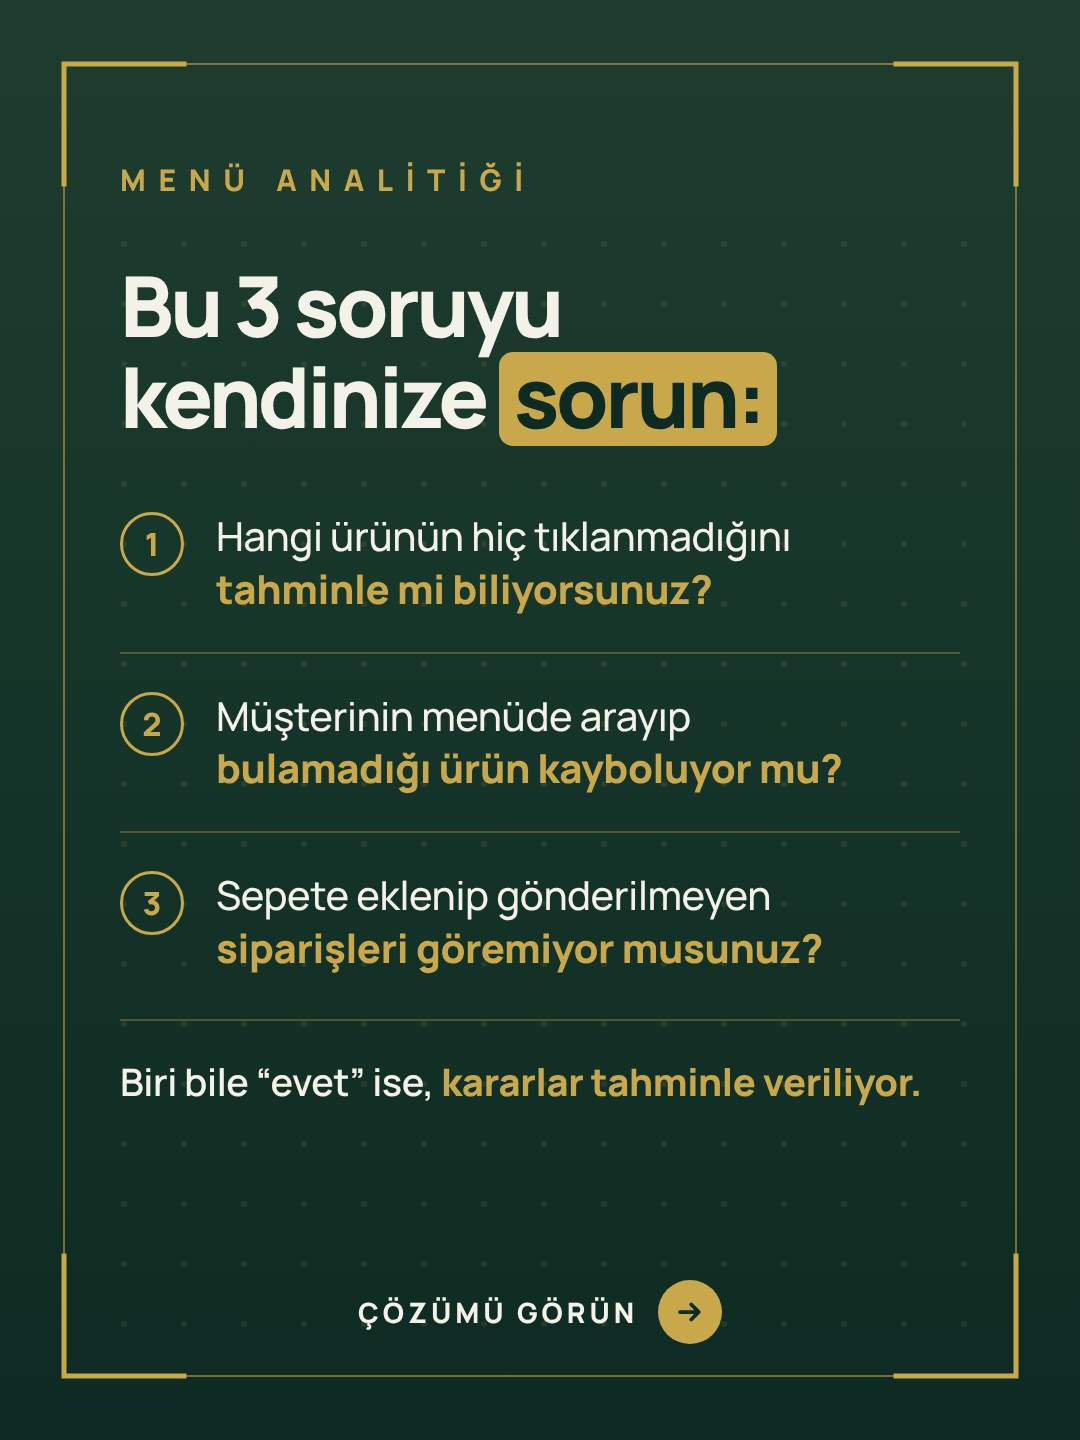 MENÜ ANALİTİĞİ
Bu 3 soruyu
kendinize sorun:
1 Hangi ürünün hiç tıklanmadığını
tahminle mi biliyorsunuz?
2 Müşterinin menüde arayıp
bulamadığı ürün kayboluyor mu?
3 Sepete eklenip gönderilmeyen
siparişleri göremiyor musunuz?
Biri bile “evet” ise, kararlar tahminle veriliyor.
ÇÖZÜMÜ GÖRÜN →